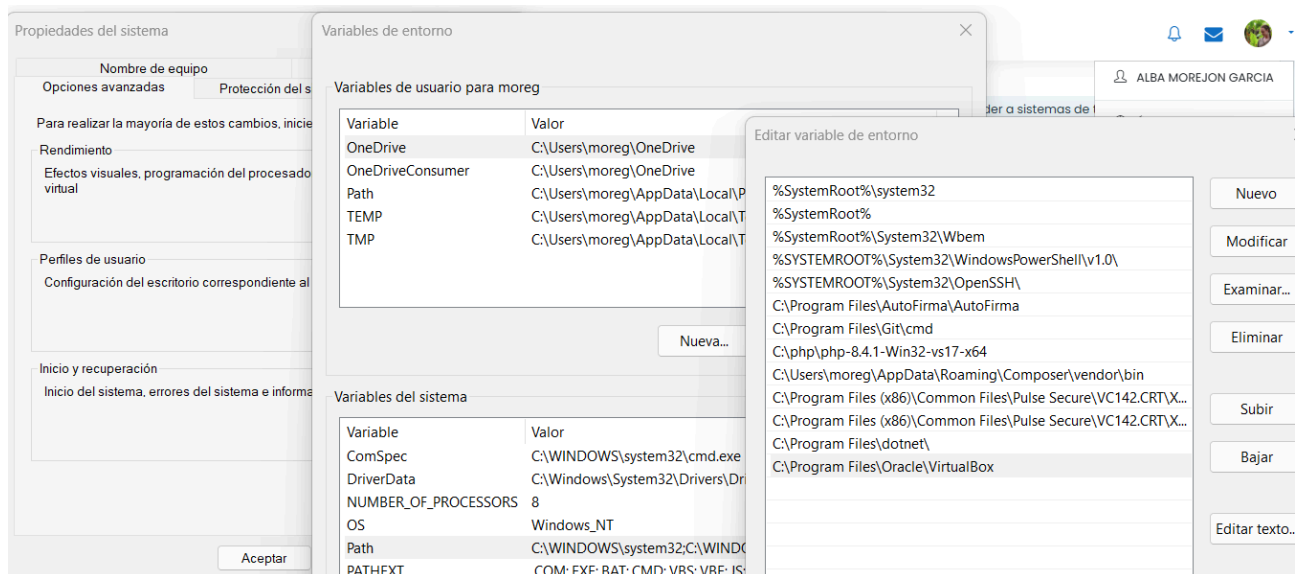 Propiedades del sistema
Nombre de equipo
Opciones avanzadas
Protección del s
Para realizar la mayoría de estos cambios, inicie
Rendimiento
Efectos visuales, programación del procesado
virtual
Perfiles de usuario
Configuración del escritorio correspondiente al
Inicio y recuperación
Inicio del sistema, errores del sistema e informa
Aceptar
Variables de entorno
Variables de usuario para moreg
Variable Valor
OneDrive C:\Users\moreg\OneDrive
OneDriveConsumer C:\Users\moreg\OneDrive
Path C:\Users\moreg\AppData\Local\P
TEMP C:\Users\moreg\AppData\Local\T
TMP C:\Users\moreg\AppData\Local\T
Nueva...
Variables del sistema
Variable Valor
ComSpec C:\WINDOWS\system32\cmd.exe
DriverData C:\Windows\System32\Drivers\Dri
NUMBER_OF_PROCESSORS 8
OS Windows_NT
Path C:\WINDOWS\system32;C:\WINDO
PATHEXT .COM;.EXE;.BAT;.CMD;.VBS;.VBE;.JS;
ALBA MOREJON GARCIA
der a sistemas de
Editar variable de entorno
%SystemRoot%\system32
%SystemRoot%
%SystemRoot%\System32\Wbem
%SYSTEMROOT%\System32\WindowsPowerShell\v1.0\
%SYSTEMROOT%\System32\OpenSSH\
C:\Program Files\AutoFirma\AutoFirma
C:\Program Files\Git\cmd
C:\php\php-8.4.1-Win32-vs17-x64
C:\Users\moreg\AppData\Roaming\Composer\vendor\bin
C:\Program Files (x86)\Common Files\Pulse Secure\VC142.CRT\X...
C:\Program Files (x86)\Common Files\Pulse Secure\VC142.CRT\X...
C:\Program Files\dotnet\
C:\Program Files\Oracle\VirtualBox
Nuevo
Modificar
Examinar...
Eliminar
Subir
Bajar
Editar texto..